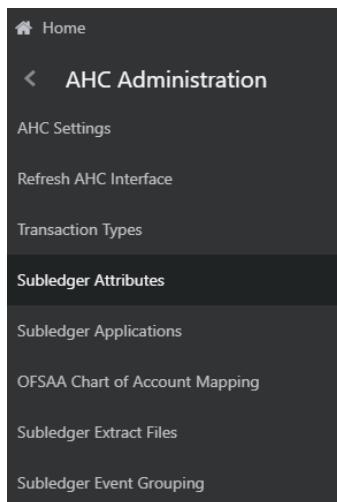 Home
AHC Administration
AHC Settings
Refresh AHC Interface
Transaction Types
Subledger Attributes
Subledger Applications
OFSAA Chart of Account Mapping
Subledger Extract Files
Subledger Event Grouping